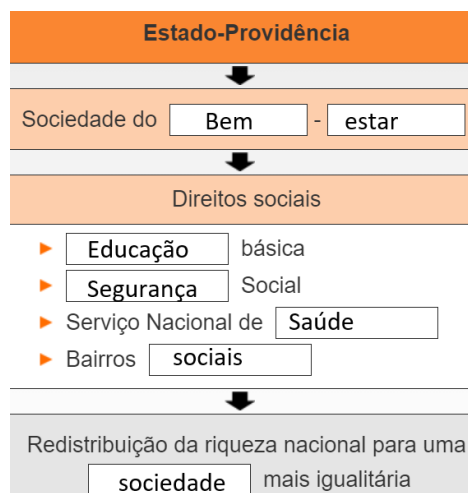 Estado-Providência
Sociedade do Bem - estar
Direitos sociais
Educação básica
Segurança Social
Serviço Nacional de Saúde
Bairros sociais
Redistribuição da riqueza nacional para uma
sociedade mais igualitária